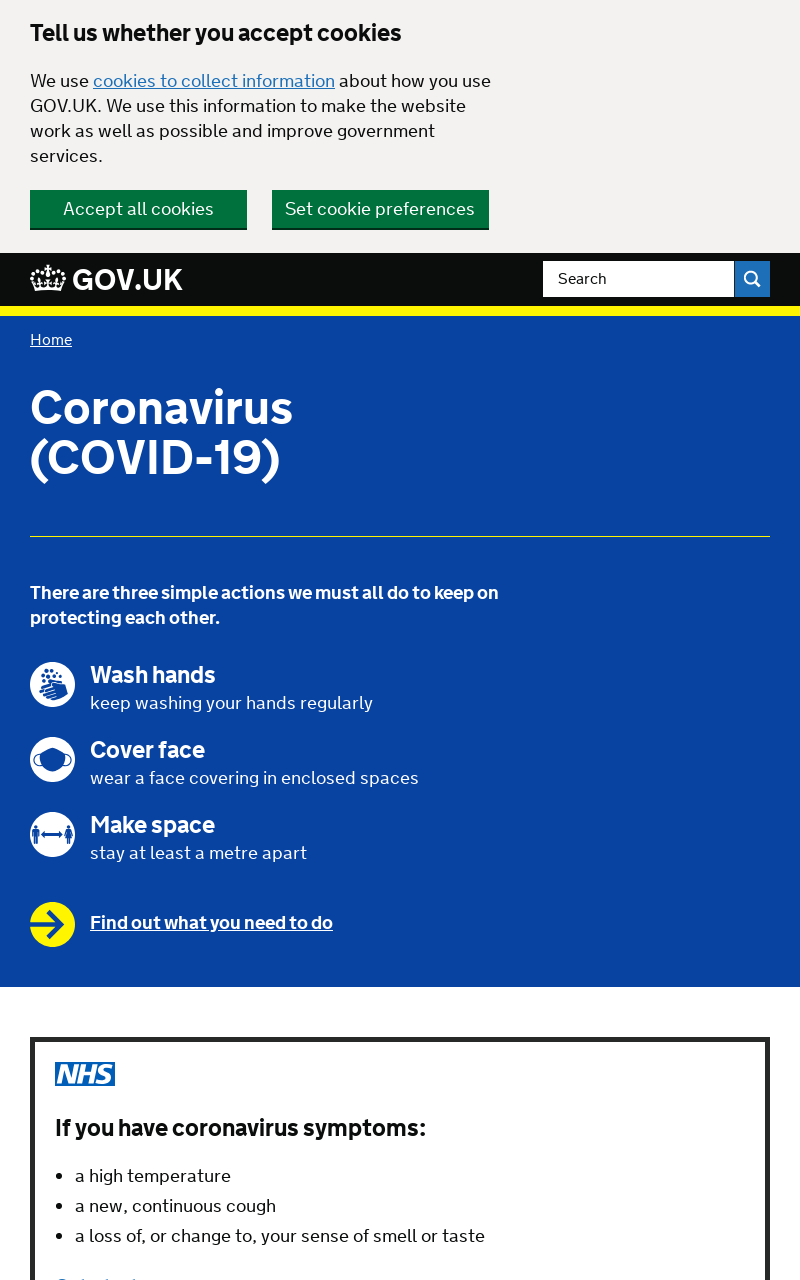 Tell us whether you accept cookies
We use cookies to collect information about how you use
GOV.UK. We use this information to make the website
work as well as possible and improve government
services.
Accept all cookies
Set cookie preferences
GOV.UK
Search
Home
Coronavirus
(COVID-19)
There are three simple actions we must all do to keep on
protecting each other.
Wash hands
keep washing your hands regularly
Cover face
wear a face covering in enclosed spaces
Make space
stay at least a metre apart
Find out what you need to do
NHS
If you have coronavirus symptoms:
a high temperature
a new, continuous cough
a loss of, or change to, your sense of smell or taste